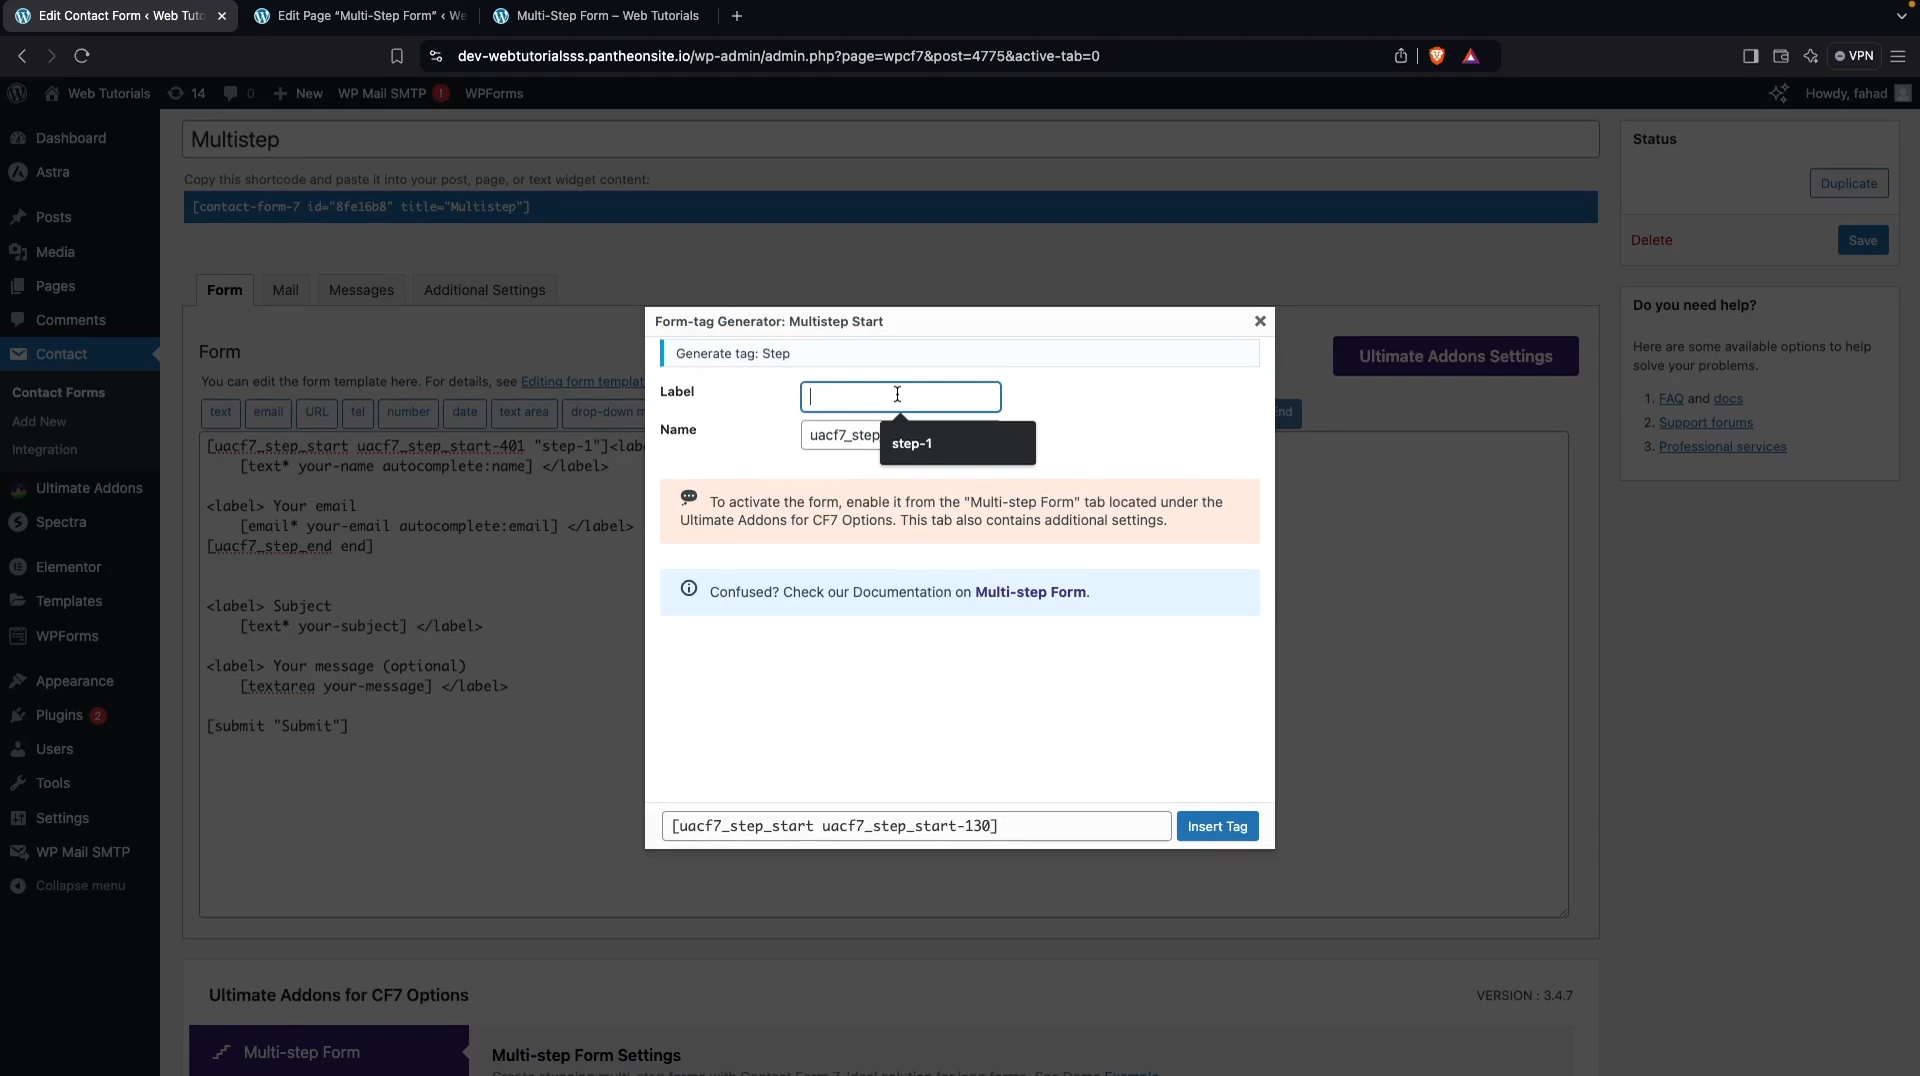 Edit Contact Form ‹ Web Tuto
Edit Page “Multi-Step Form” ‹ We
Multi-Step Form – Web Tutorials
dev-webtutorialsss.pantheonsite.io/wp-admin/admin.php?page=wpcf7&post=4775&active-tab=0
VPN
Web Tutorials
14
0
New
WP Mail SMTP !
WPForms
Howdy, fahad
Dashboard
Astra
Posts
Media
Pages
Comments
Contact
Contact Forms
Add New
Integration
Ultimate Addons
Spectra
Elementor
Templates
WPForms
Appearance
Plugins 2
Users
Tools
Settings
WP Mail SMTP
Collapse menu
Multistep
Copy this shortcode and paste it into your post, page, or text widget content:
[contact-form-7 id="8fe16b8" title="Multistep"]
Form
Mail
Messages
Additional Settings
Form
Ultimate Addons Settings
You can edit the form template here. For details, see Editing form templat
text
email
URL
tel
number
date
text area
drop-down m
End
[uacf7_step_start uacf7_step_start-401 "step-1"]<labe
[text* your-name autocomplete:name] </label>
<label> Your email
[email* your-email autocomplete:email] </label>
[uacf7_step_end end]
<label> Subject
[text* your-subject] </label>
<label> Your message (optional)
[textarea your-message] </label>
[submit "Submit"]
Form-tag Generator: Multistep Start
Generate tag: Step
Label
Name
uacf7_step
step-1
To activate the form, enable it from the "Multi-step Form" tab located under the
Ultimate Addons for CF7 Options. This tab also contains additional settings.
Confused? Check our Documentation on Multi-step Form.
[uacf7_step_start uacf7_step_start-130]
Insert Tag
Status
Duplicate
Delete
Save
Do you need help?
Here are some available options to help
solve your problems.
1. FAQ and docs
2. Support forums
3. Professional services
Ultimate Addons for CF7 Options
VERSION : 3.4.7
Multi-step Form
Multi-step Form Settings